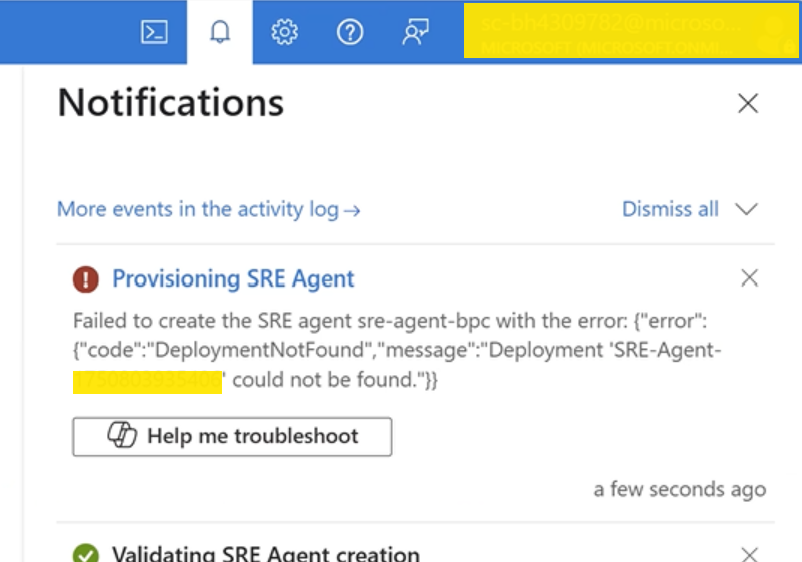 Notifications
More events in the activity log →
Dismiss all
Provisioning SRE Agent
Failed to create the SRE agent sre-agent-bpc with the error: {"error":
{"code":"DeploymentNotFound","message":"Deployment 'SRE-Agent-
' could not be found."}}
Help me troubleshoot
a few seconds ago
Validating SRE Agent creation